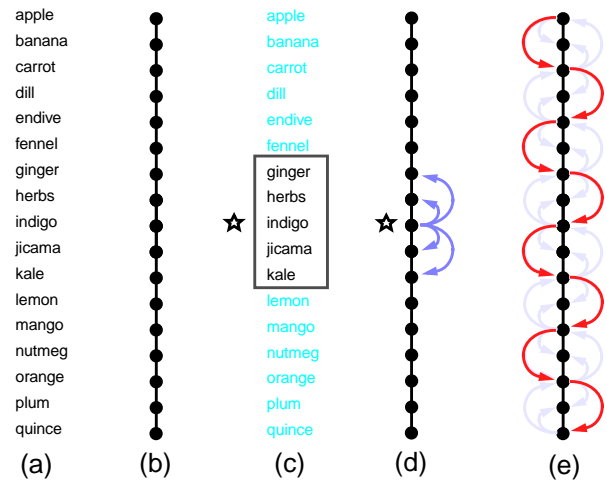 apple
banana
carrot
dill
endive
fennel
ginger
herbs
indigo
jicama
kale
lemon
mango
nutmeg
orange
plum
quince
(a)
(b)
apple
banana
carrot
dill
endive
fennel
ginger
herbs
indigo
jicama
kale
lemon
mango
nutmeg
orange
plum
quince
(c)
(d)
(e)